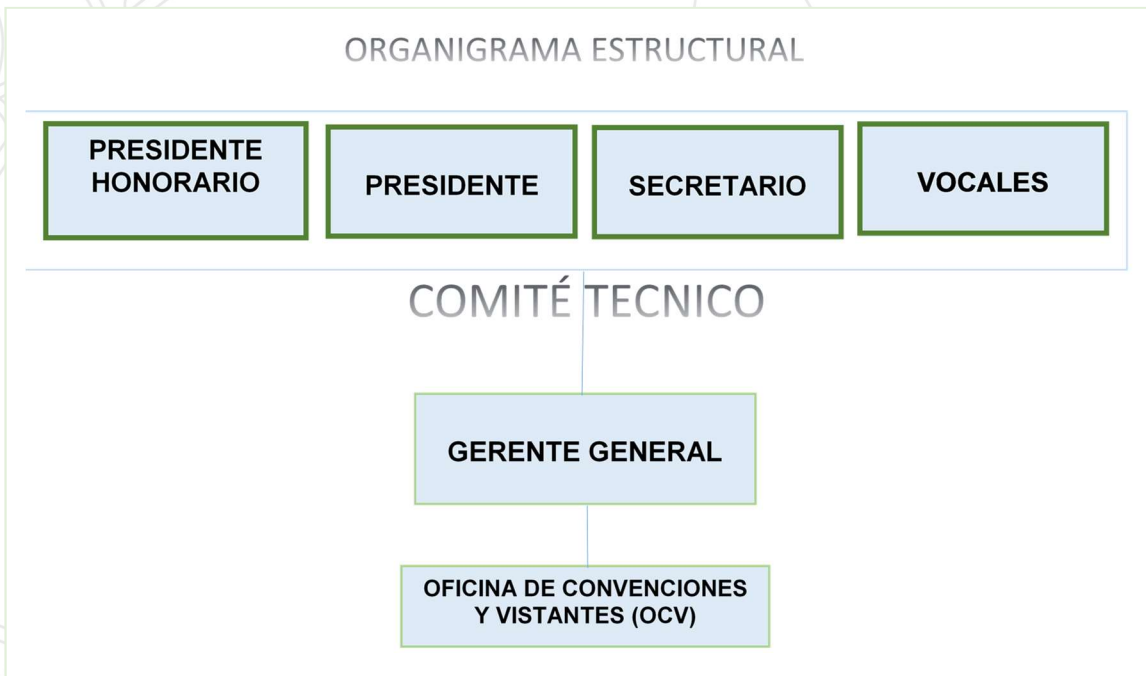 ORGANIGRAMA ESTRUCTURAL
PRESIDENTE
HONORARIO
PRESIDENTE
SECRETARIO
VOCALES
COMITÉ TECNICO
GERENTE GENERAL
OFICINA DE CONVENCIONES
Y VISTANTES (OCV)